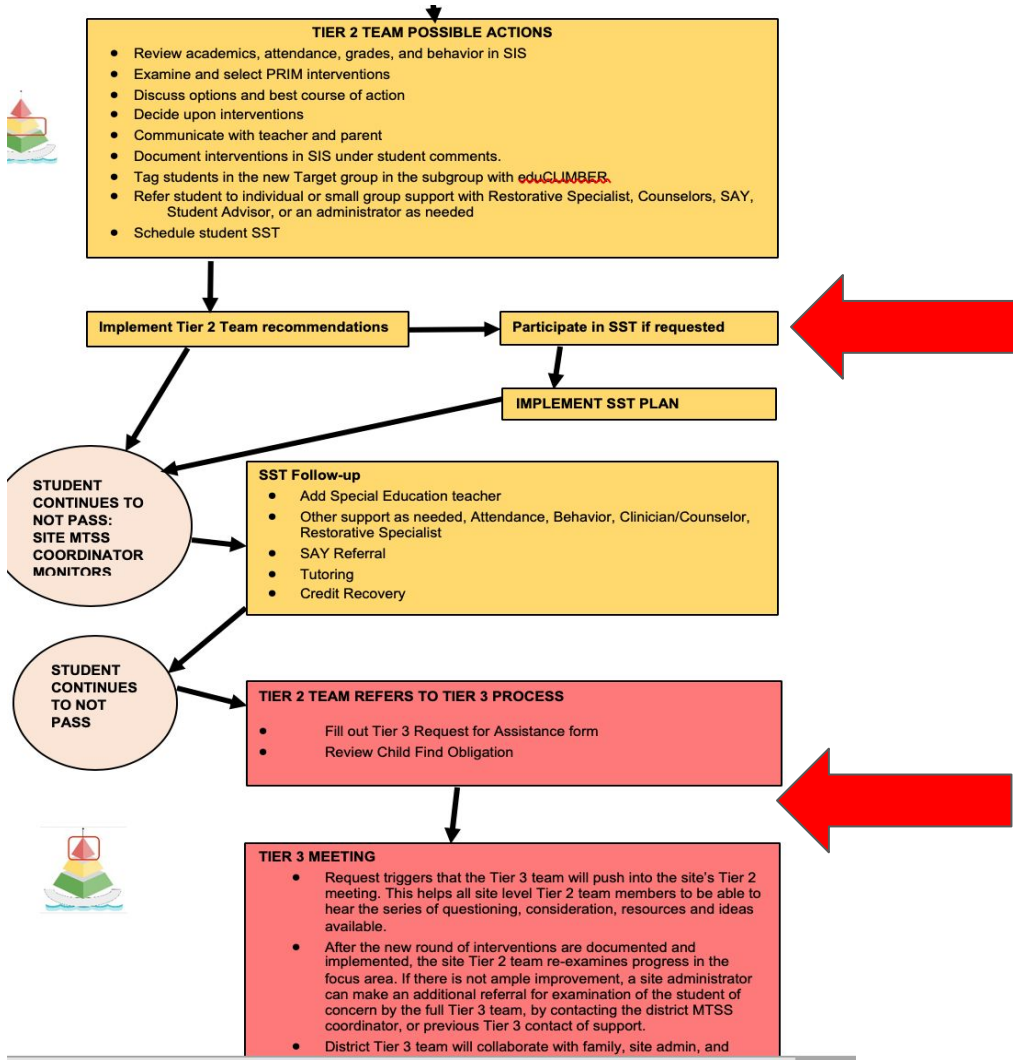 TIER 2 TEAM POSSIBLE ACTIONS
● Review academics, attendance, grades, and behavior in SIS
● Examine and select PRIM interventions
● Discuss options and best course of action
● Decide upon interventions
● Communicate with teacher and parent
● Document interventions in SIS under student comments.
● Tag students in the new Target group in the subgroup with eduCLIMBER
● Refer student to individual or small group support with Restorative Specialist, Counselors, SAY,
Student Advisor, or an administrator as needed
● Schedule student SST
Implement Tier 2 Team recommendations
Participate in SST if requested
IMPLEMENT SST PLAN
STUDENT
CONTINUES TO
NOT PASS:
SITE MTSS
COORDINATOR
MONITORS
SST Follow-up
● Add Special Education teacher
● Other support as needed, Attendance, Behavior, Clinician/Counselor,
Restorative Specialist
● SAY Referral
● Tutoring
● Credit Recovery
STUDENT
CONTINUES
TO NOT
PASS
TIER 2 TEAM REFERS TO TIER 3 PROCESS
● Fill out Tier 3 Request for Assistance form
● Review Child Find Obligation
TIER 3 MEETING
● Request triggers that the Tier 3 team will push into the site's Tier 2
meeting. This helps all site level Tier 2 team members to be able to
hear the series of questioning, consideration, resources and ideas
available.
● After the new round of interventions are documented and
implemented, the site Tier 2 team re-examines progress in the
focus area. If there is not ample improvement, a site administrator
can make an additional referral for examination of the student of
concern by the full Tier 3 team, by contacting the district MTSS
coordinator, or previous Tier 3 contact of support.
● District Tier 3 team will collaborate with family, site admin, and